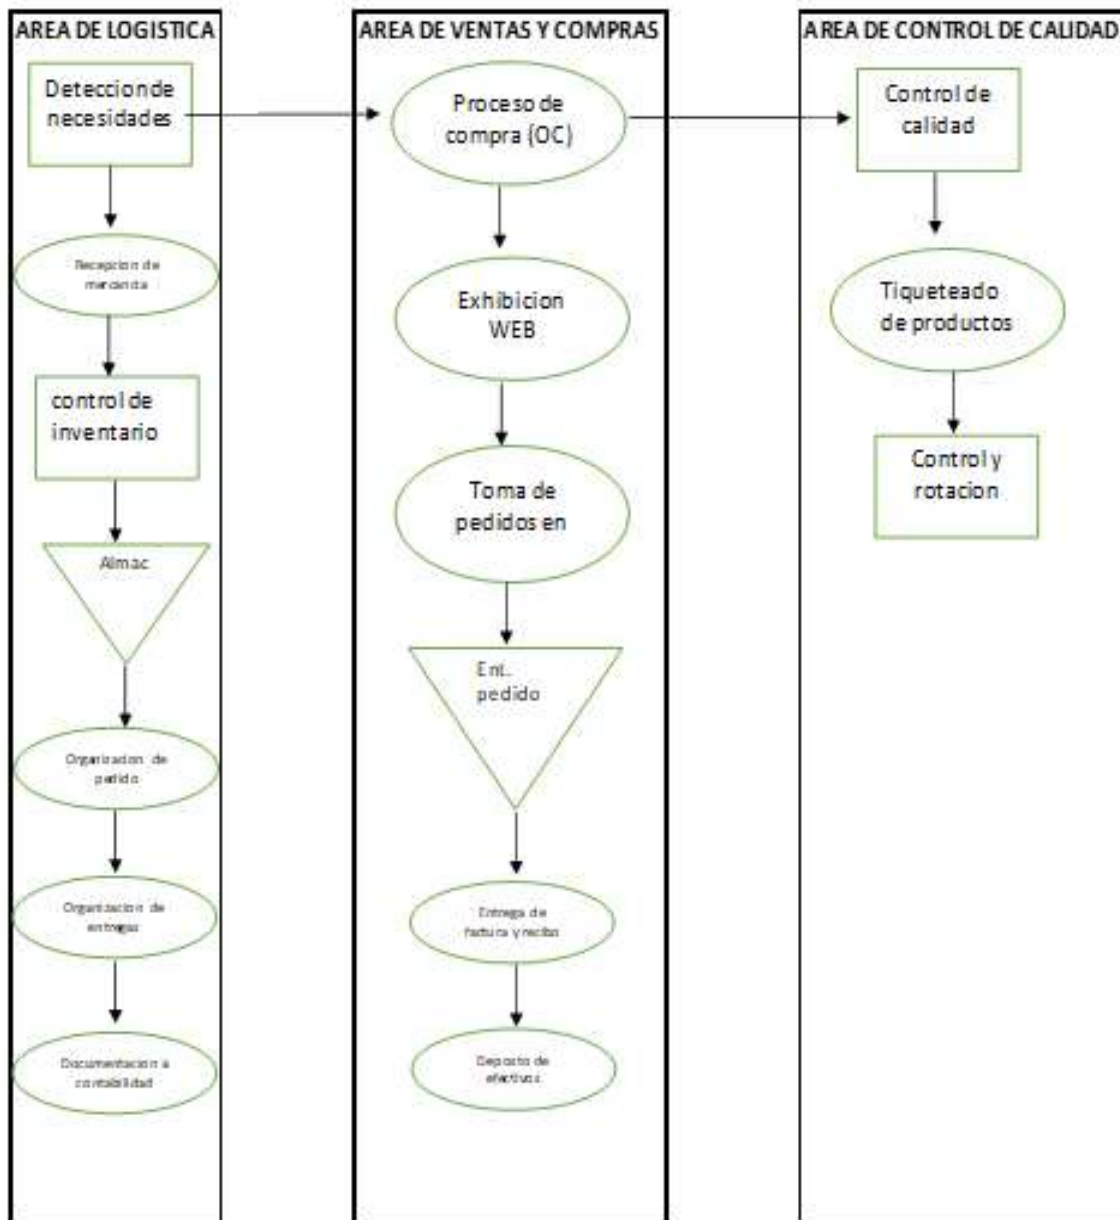 AREA DE LOGISTICA
Deteccion de
necesidades
Recepcion de
mercancia
control de
inventario
Almac
Organizacion de
pedido
Organizacion de
entregas
Documentacion a
contabilidad
AREA DE VENTAS Y COMPRAS
Proceso de
compra (OC)
Exhibicion
WEB
Toma de
pedidos en
Ent.
pedido
Entrega de
factura y recibo
Deposto de
efectivos
AREA DE CONTROL DE CALIDAD
Control de
calidad
Tiqueteado
de productos
Control y
rotacion